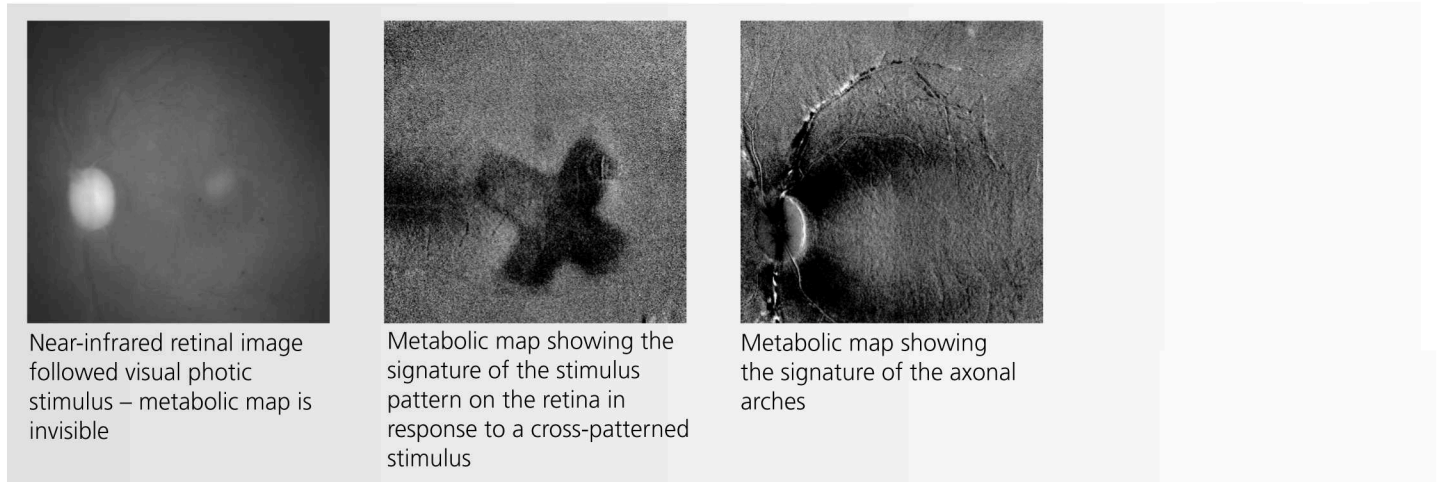 Near-infrared retinal image
followed visual photic
stimulus – metabolic map is
invisible
Metabolic map showing the
signature of the stimulus
pattern on the retina in
response to a cross-patterned
stimulus
Metabolic map showing
the signature of the axonal
arches